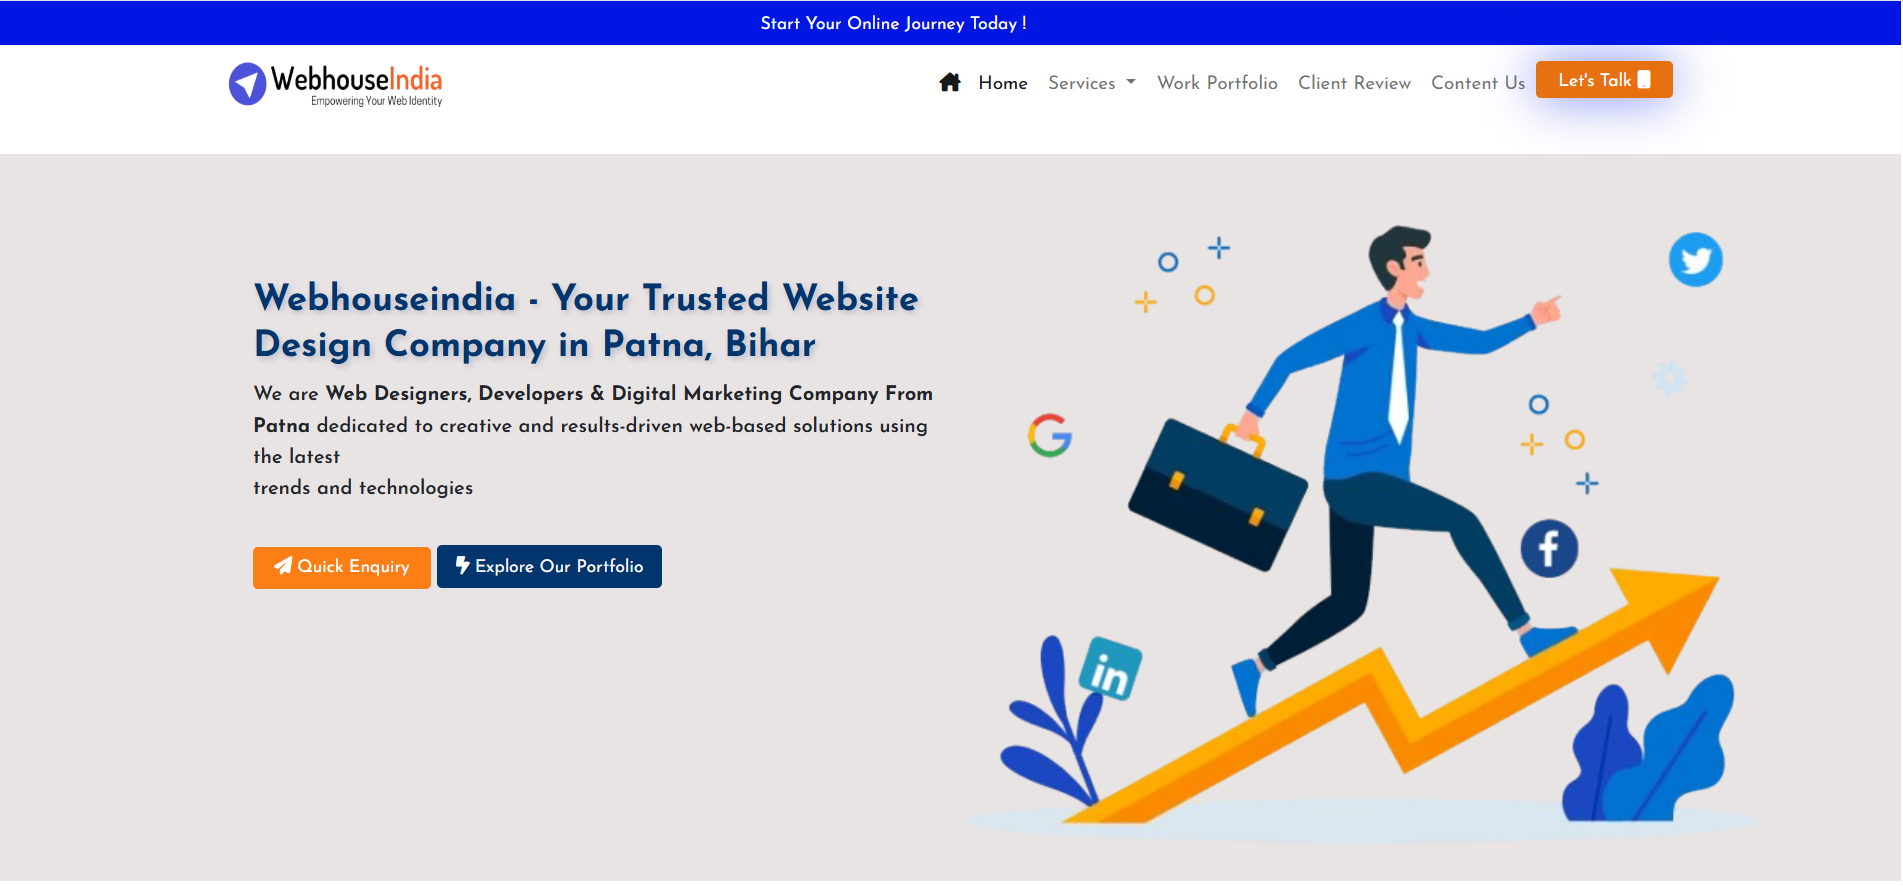 Start Your Online Journey Today !
WebhouseIndia
Empowering Your Web Identity
Home Services Work Portfolio Client Review Content Us Let's Talk
Webhouseindia - Your Trusted Website
Design Company in Patna, Bihar
We are Web Designers, Developers & Digital Marketing Company From
Patna dedicated to creative and results-driven web-based solutions using
the latest
trends and technologies
Quick Enquiry Explore Our Portfolio
in